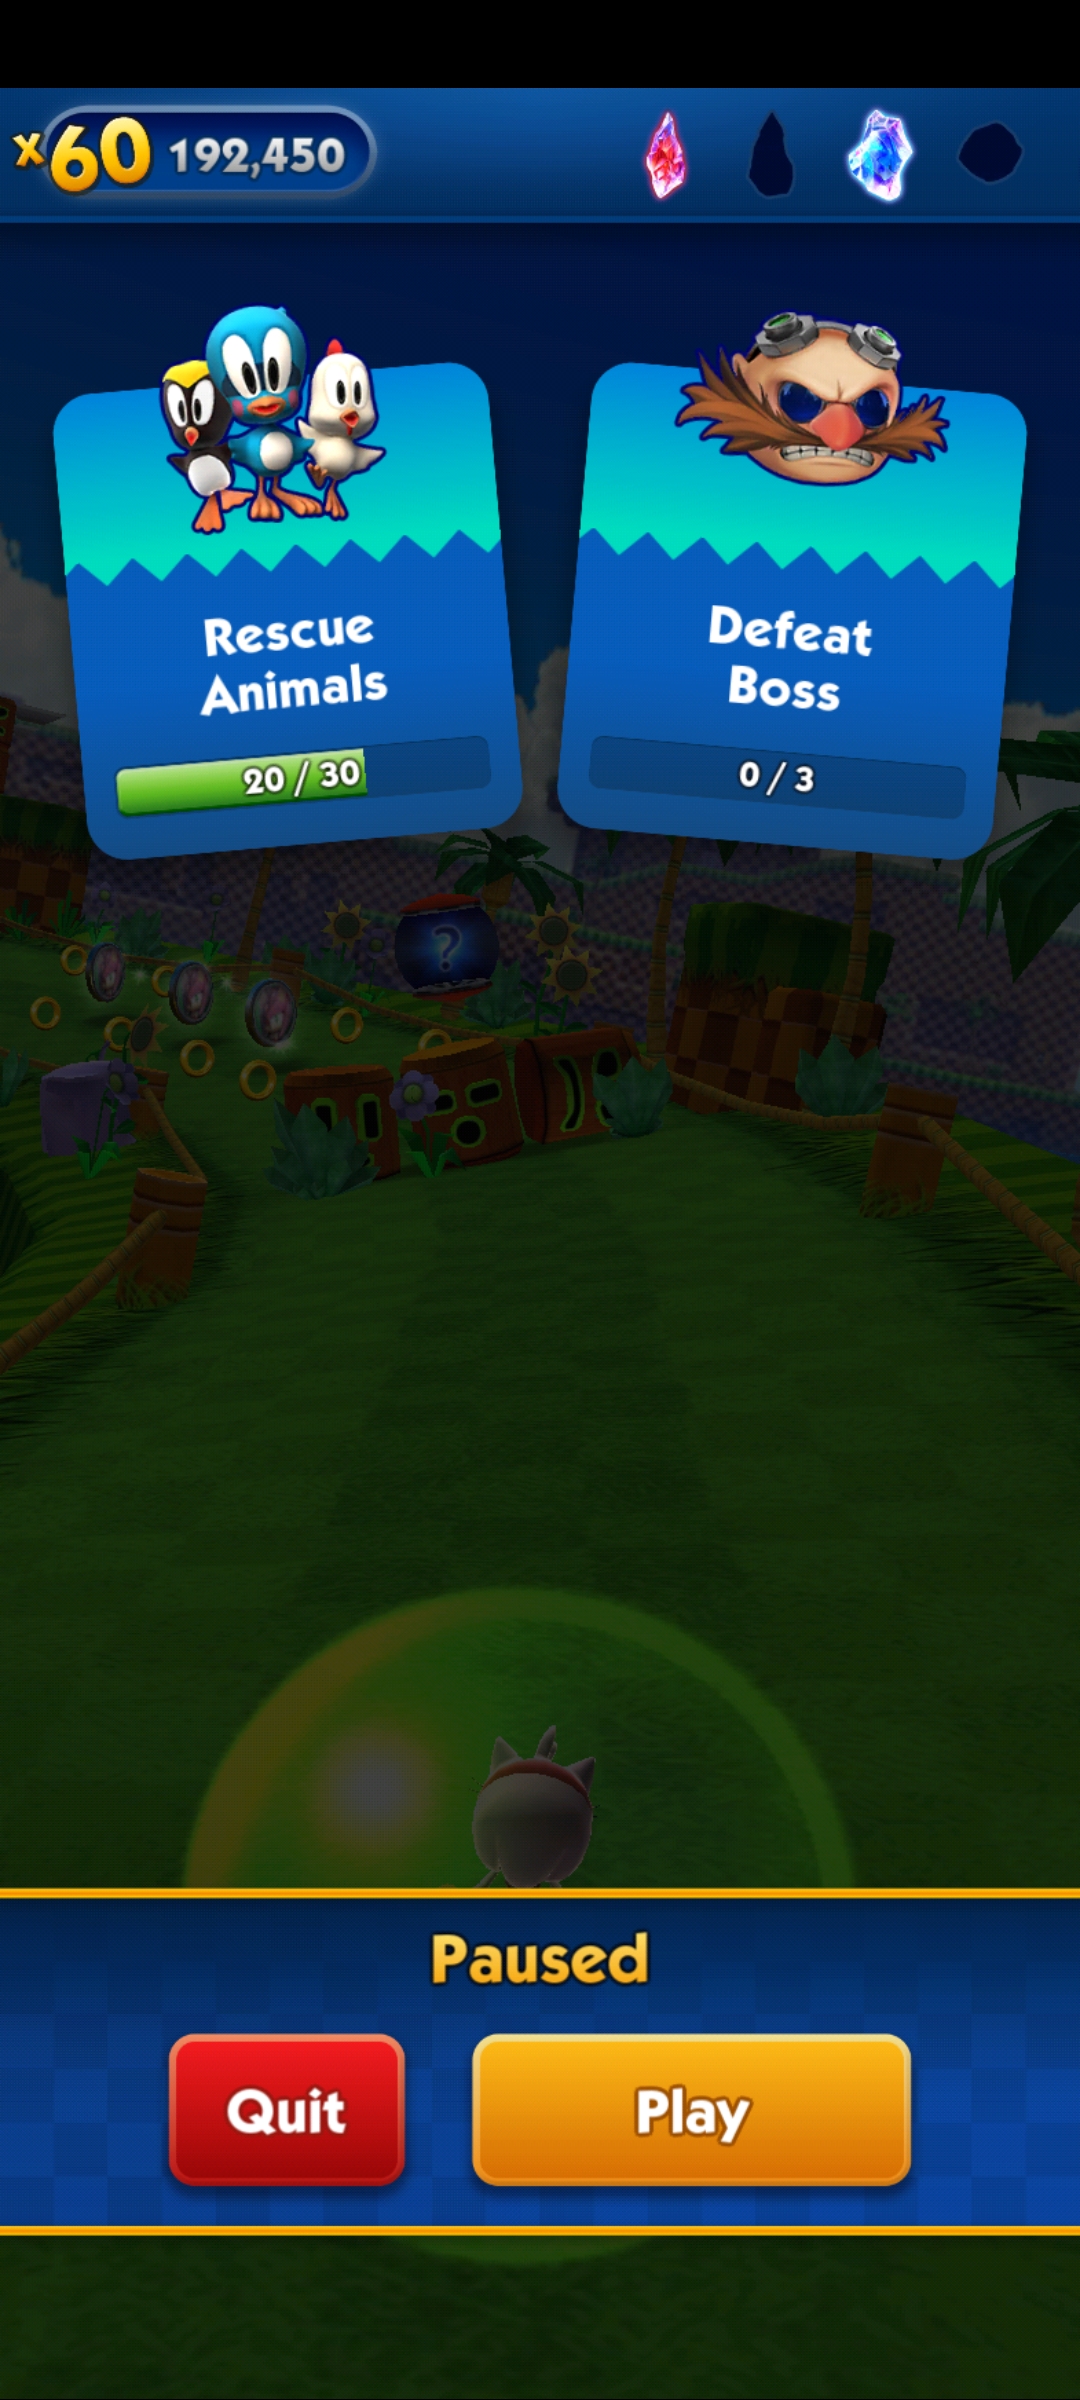 x60 192,450
Rescue
Animals
20 / 30
Defeat
Boss
0 / 3
?
Paused
Quit
Play